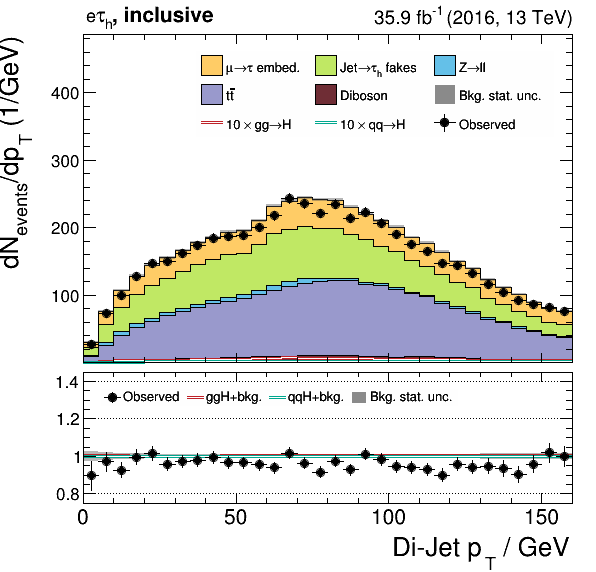 eτh, inclusive 35.9 fb-1 (2016, 13 TeV)
dNevents/dpT (1/GeV)
μ→τ embed. Jet→τh fakes Z→ll
tt̄ Diboson Bkg. stat. unc.
10 × gg→H 10 × qq→H Observed
400
300
200
100
1.4
Observed ggH+bkg. qqH+bkg. Bkg. stat. unc.
1.2
1
0.8
0 50 100 150
Di-Jet pT / GeV